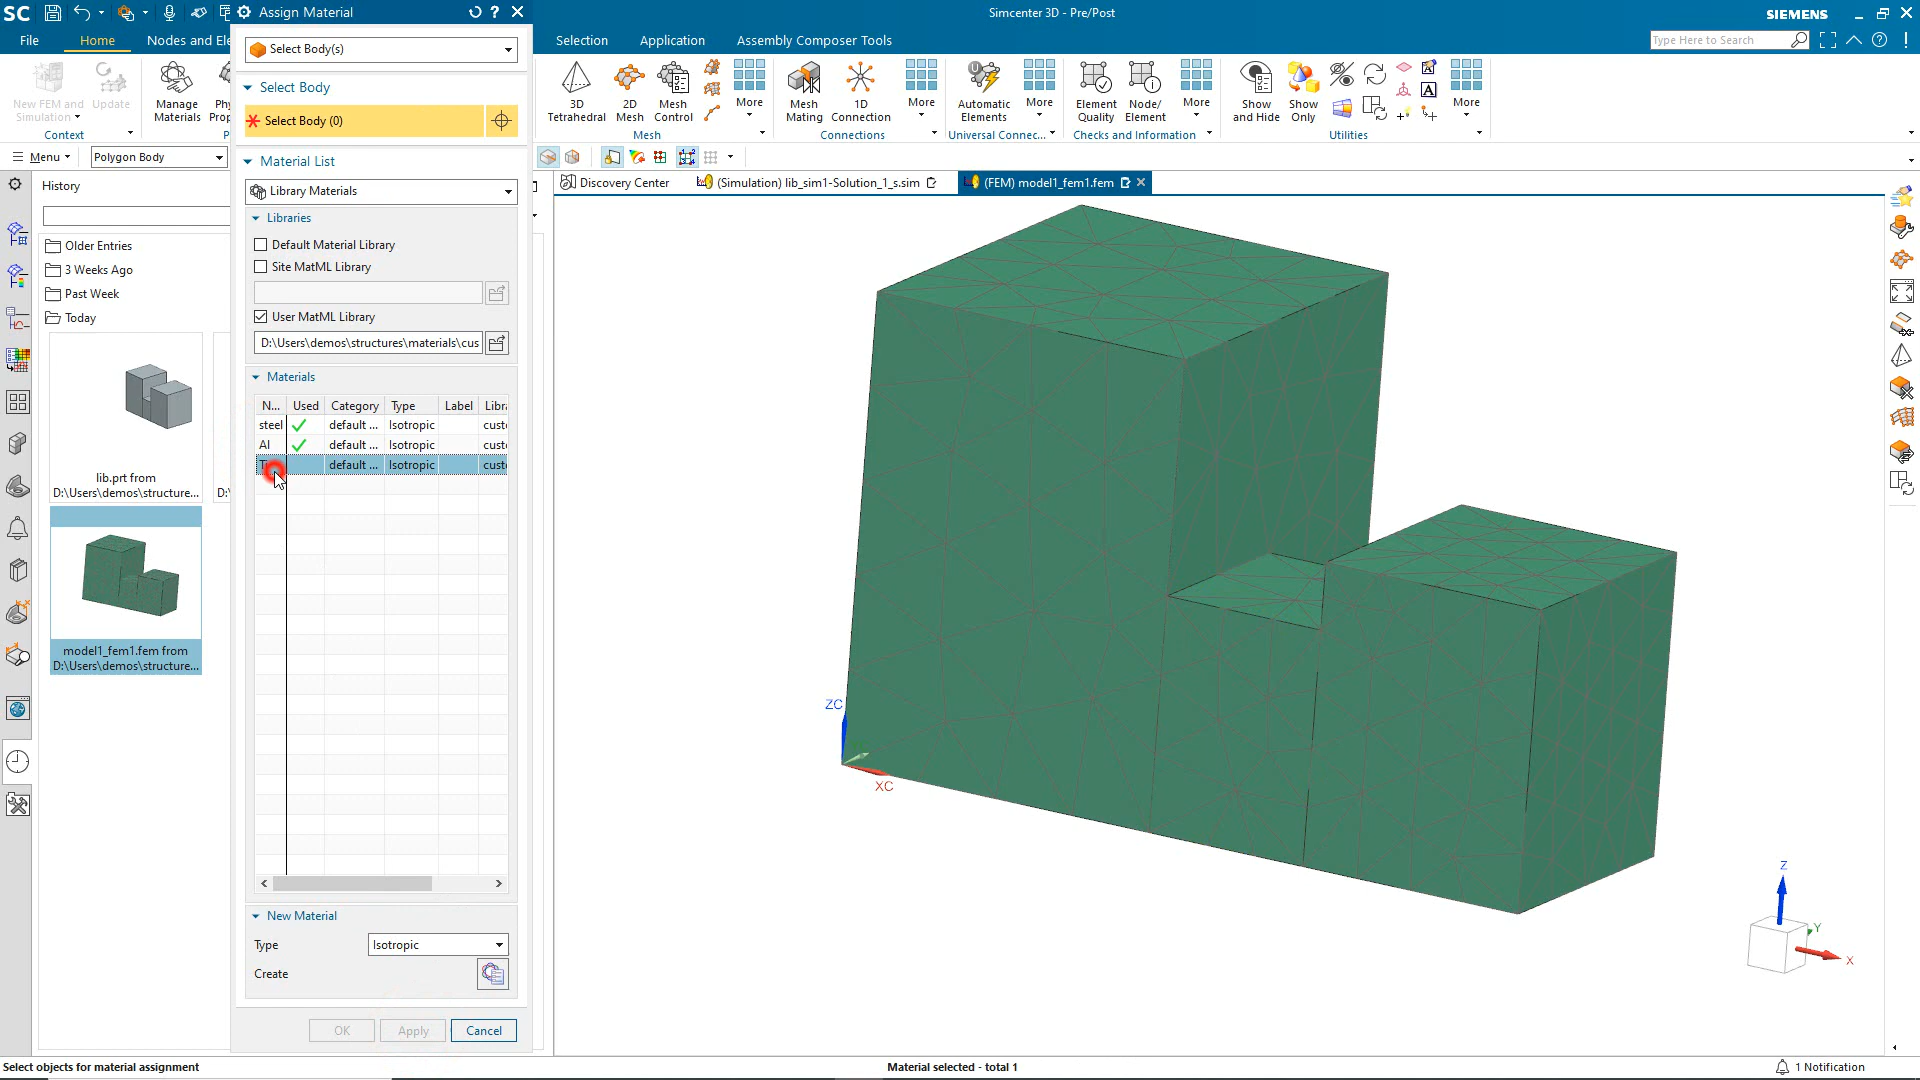 SC
Assign Material
Simcenter 3D - Pre/Post
SIEMENS
File
Home
Nodes and Ele
Selection
Application
Assembly Composer Tools
Type Here to Search
New FEM and
Simulation
Update
Context
Manage
Materials
Select Body(s)
Select Body
Select Body (0)
3D
Tetrahedral
2D
Mesh
Mesh
Control
More
Mesh
Mesh
Mating
1D
Connection
More
Connections
Automatic
Elements
More
Universal Connec...
Element
Quality
Node/
Element
More
Checks and Information
Show
and Hide
Show
Only
More
Utilities
Menu
Polygon Body
Material List
Library Materials
Libraries
Default Material Library
Site MatML Library
User MatML Library
D:\Users\demos\structures\materials\cus
Materials
N... Used Category Type Label Libra
steel default ... Isotropic custo
Al default ... Isotropic custo
default ... Isotropic custo
New Material
Type
Isotropic
Create
OK
Apply
Cancel
History
Older Entries
3 Weeks Ago
Past Week
Today
lib.prt from
D:\Users\demos\structure...
D:\
model1_fem1.fem from
D:\Users\demos\structure...
Discovery Center
(Simulation) lib_sim1-Solution_1_s.sim
(FEM) model1_fem1.fem
ZC
XC
Z
Y
X
Select objects for material assignment
Material selected - total 1
1 Notification